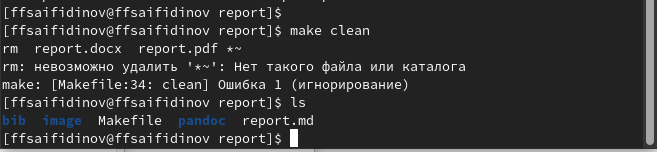 [ffsaifidinov@ffsaifidinov report]$
[ffsaifidinov@ffsaifidinov report]$ make clean
rm  report.docx  report.pdf *~
rm: невозможно удалить '*~': Нет такого файла или каталога
make: [Makefile:34: clean] Ошибка 1 (игнорирование)
[ffsaifidinov@ffsaifidinov report]$ ls
bib  image  Makefile  pandoc  report.md
[ffsaifidinov@ffsaifidinov report]$